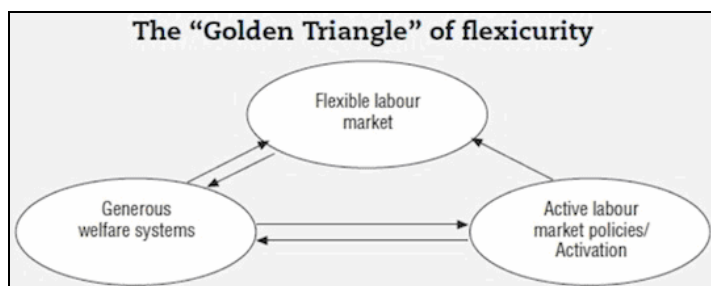 The “Golden Triangle” of flexicurity
Flexible labour
market
Generous
welfare systems
Active labour
market policies/
Activation